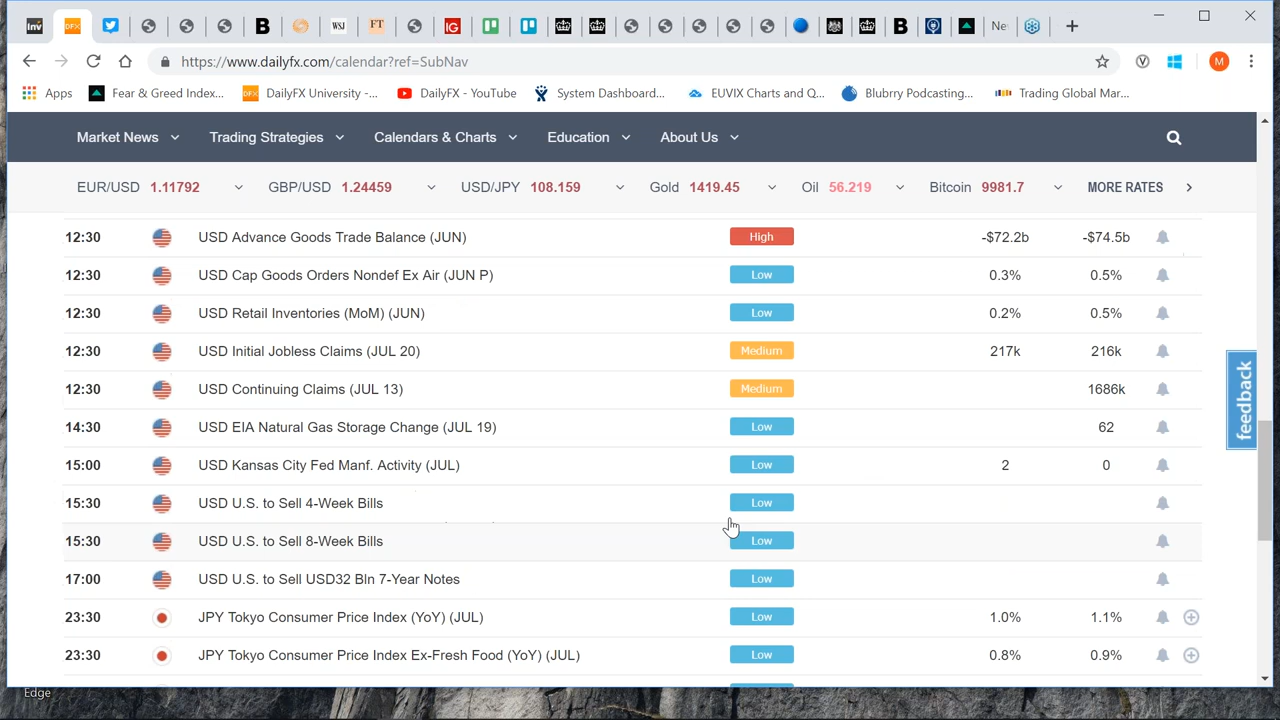 Inv DFX B WSJ FT IG B Ne
https://www.dailyfx.com/calendar?ref=SubNav M
Apps Fear & Greed Index... DFX DailyFX University -... DailyFX - YouTube System Dashboard... EUVIX Charts and Q... Blubrry Podcasting... Trading Global Mar...
Market News Trading Strategies Calendars & Charts Education About Us
EUR/USD 1.11792 GBP/USD 1.24459 USD/JPY 108.159 Gold 1419.45 Oil 56.219 Bitcoin 9981.7 MORE RATES
12:30 USD Advance Goods Trade Balance (JUN) High -$72.2b -$74.5b
12:30 USD Cap Goods Orders Nondef Ex Air (JUN P) Low 0.3% 0.5%
12:30 USD Retail Inventories (MoM) (JUN) Low 0.2% 0.5%
12:30 USD Initial Jobless Claims (JUL 20) Medium 217k 216k
12:30 USD Continuing Claims (JUL 13) Medium 1686k
feedback
14:30 USD EIA Natural Gas Storage Change (JUL 19) Low 62
15:00 USD Kansas City Fed Manf. Activity (JUL) Low 2 0
15:30 USD U.S. to Sell 4-Week Bills Low
15:30 USD U.S. to Sell 8-Week Bills Low
17:00 USD U.S. to Sell USD32 Bln 7-Year Notes Low
23:30 JPY Tokyo Consumer Price Index (YoY) (JUL) Low 1.0% 1.1%
23:30 JPY Tokyo Consumer Price Index Ex-Fresh Food (YoY) (JUL) Low 0.8% 0.9%
Edge